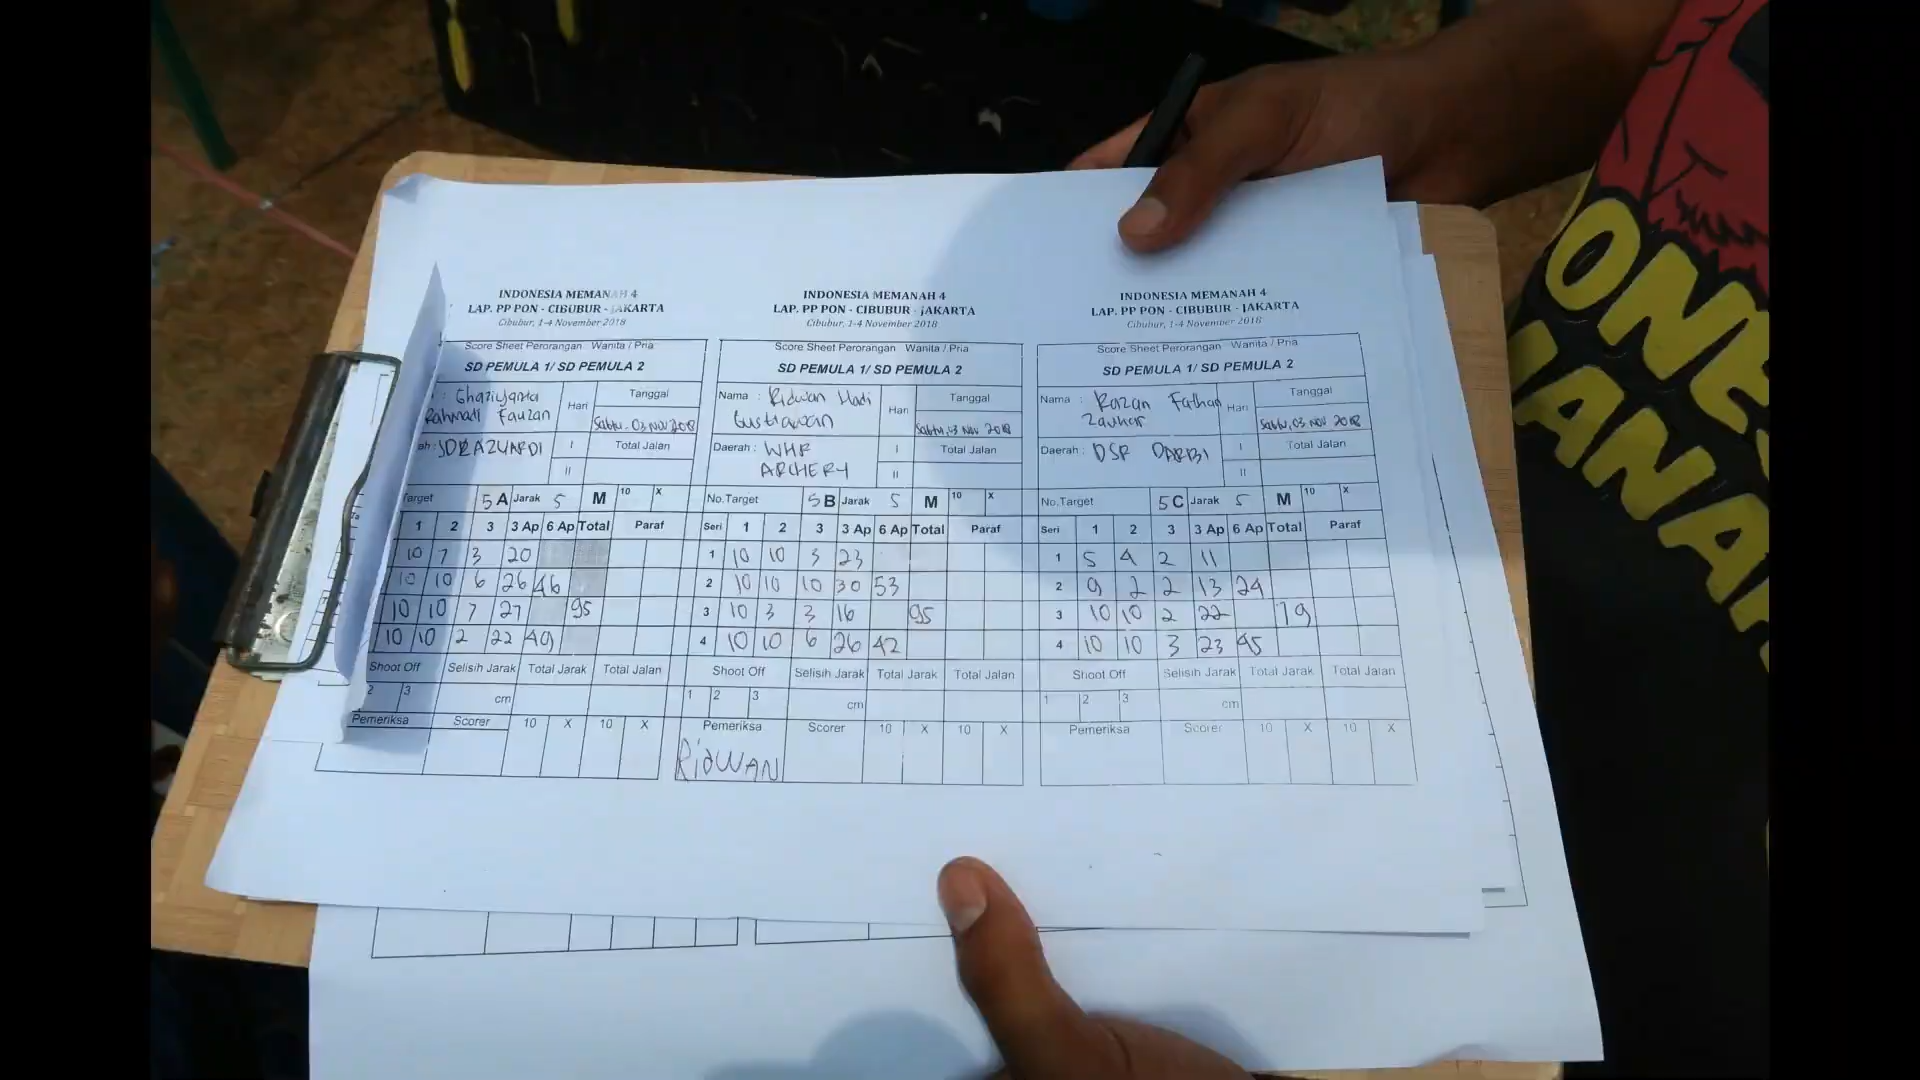 INDONESIA MEMANAH 4
LAP. PP PON - CIBUBUR - JAKARTA
Cibubur, 1-4 November 2018
Score Sheet Perorangan Wanita / Pria
SD PEMULA 1/ SD PEMULA 2
: Ghaziyanta
Rahmadi Fauzan
Hari
Tanggal
Sabtu, 03 NOV 2018
ah : SDR AZUARDI
I
Total Jalan
II
Target 5 A Jarak 5 M 10 X
1 2 3 3 Ap 6 Ap Total Paraf
10 7 3 20
10 10 6 26 46
10 10 7 27 95
10 10 2 22 49
Shoot Off Selisih Jarak Total Jarak Total Jalan
2 3 cm
Pemeriksa Scorer 10 X 10 X
INDONESIA MEMANAH 4
LAP. PP PON - CIBUBUR - JAKARTA
Cibubur, 1-4 November 2018
Score Sheet Perorangan Wanita / Pria
SD PEMULA 1/ SD PEMULA 2
Nama : Ridwan Hadi
Gustiawan
Hari
Tanggal
Sabtu, 03 NOV 2018
Daerah : WHR
ARCHERY
I
Total Jalan
II
No.Target 5 B Jarak 5 M 10 X
Seri 1 2 3 3 Ap 6 Ap Total Paraf
1 10 10 3 23
2 10 10 10 30 53
3 10 3 3 16 95
4 10 10 6 26 42
Shoot Off Selisih Jarak Total Jarak Total Jalan
1 2 3 cm
Pemeriksa Scorer 10 X 10 X
RidWAN
INDONESIA MEMANAH 4
LAP. PP PON - CIBUBUR - JAKARTA
Cibubur, 1-4 November 2018
Score Sheet Perorangan Wanita / Pria
SD PEMULA 1/ SD PEMULA 2
Nama : Razan Fathan
Zauhar
Hari
Tanggal
Sabtu, 03 NOV 2018
Daerah : DSR DARBI
I
Total Jalan
II
No.Target 5 C Jarak 5 M 10 X
Seri 1 2 3 3 Ap 6 Ap Total Paraf
1 5 4 2 11
2 9 2 2 13 24
3 10 10 2 22 79
4 10 10 3 23 45
Shoot Off Selisih Jarak Total Jarak Total Jalan
1 2 3 cm
Pemeriksa Scorer 10 X 10 X
ONES
MANAH